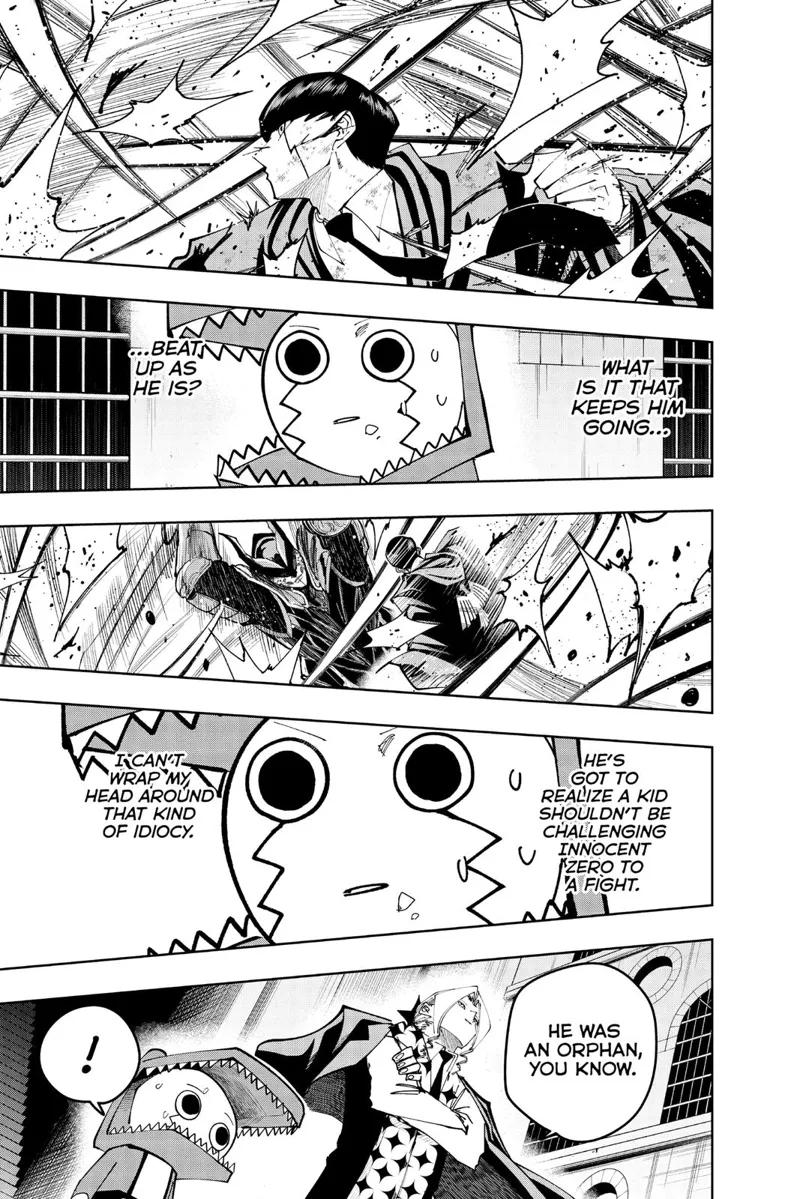 WHAT
IS IT THAT
KEEPS HIM
GOING...
...BEAT
UP AS
HE IS?
HE'S
GOT TO
REALIZE A KID
SHOULDN'T BE
CHALLENGING
INNOCENT
ZERO TO
A FIGHT.
I CAN'T
WRAP MY
HEAD AROUND
THAT KIND
OF IDIOCY.
HE WAS
AN ORPHAN,
YOU KNOW.
!